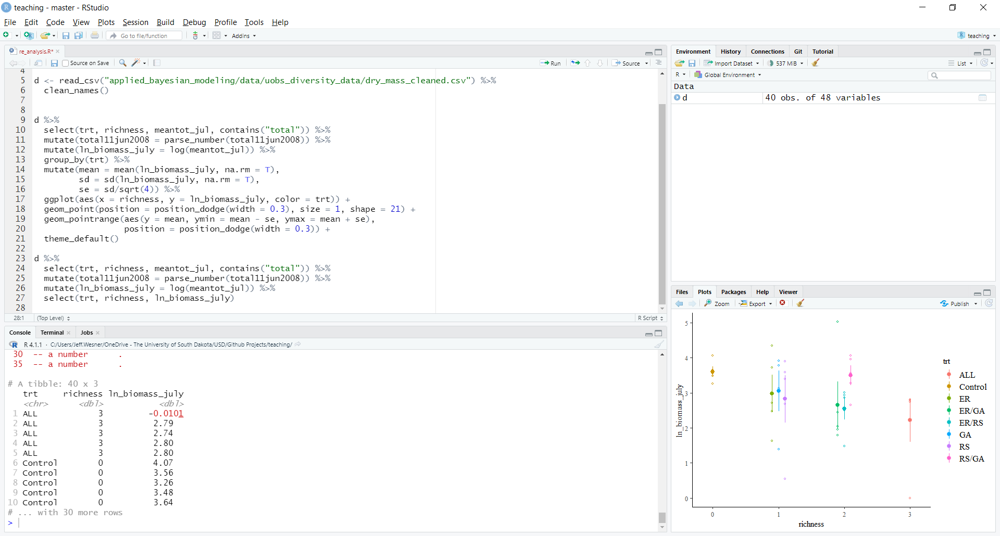 teaching - master - RStudio
File Edit Code View Plots Session Build Debug Profile Tools Help
Go to file/function Addins teaching
re_analysis.R*
Source on Save Run Source
4
5 d <- read_csv("applied_bayesian_modeling/data/uobs_diversity_data/dry_mass_cleaned.csv") %>%
6 clean_names()
7
8
9 d %>%
10 select(trt, richness, meantot_jul, contains("total")) %>%
11 mutate(total11jun2008 = parse_number(total11jun2008)) %>%
12 mutate(ln_biomass_july = log(meantot_jul)) %>%
13 group_by(trt) %>%
14 mutate(mean = mean(ln_biomass_july, na.rm = T),
15 sd = sd(ln_biomass_july, na.rm = T),
16 se = sd/sqrt(4)) %>%
17 ggplot(aes(x = richness, y = ln_biomass_july, color = trt)) +
18 geom_point(position = position_dodge(width = 0.3), size = 1, shape = 21) +
19 geom_pointrange(aes(y = mean, ymin = mean - se, ymax = mean + se),
20 position = position_dodge(width = 0.3)) +
21 theme_default()
22
23 d %>%
24 select(trt, richness, meantot_jul, contains("total")) %>%
25 mutate(total11jun2008 = parse_number(total11jun2008)) %>%
26 mutate(ln_biomass_july = log(meantot_jul)) %>%
27 select(trt, richness, ln_biomass_july)
28
28:1 (Top Level) R Script
Console Terminal Jobs
R 4.1.1 · C:/Users/Jeff.Wesner/OneDrive - The University of South Dakota/USD/Github Projects/teaching/
30 -- a number .
35 -- a number .
# A tibble: 40 x 3
trt richness ln_biomass_july
<chr> <dbl> <dbl>
1 ALL 3 -0.0101
2 ALL 3 2.79
3 ALL 3 2.74
4 ALL 3 2.80
5 ALL 3 2.80
6 Control 0 4.07
7 Control 0 3.56
8 Control 0 3.26
9 Control 0 3.48
10 Control 0 3.64
# ... with 30 more rows
>
Environment History Connections Git Tutorial
Import Dataset 537 MiB List
R Global Environment
Data
d 40 obs. of 48 variables
Files Plots Packages Help Viewer
Zoom Export Publish
5
4
3
2
1
0
ln_biomass_july
0 1 2 3
richness
trt
ALL
Control
ER
ER/GA
ER/RS
GA
RS
RS/GA